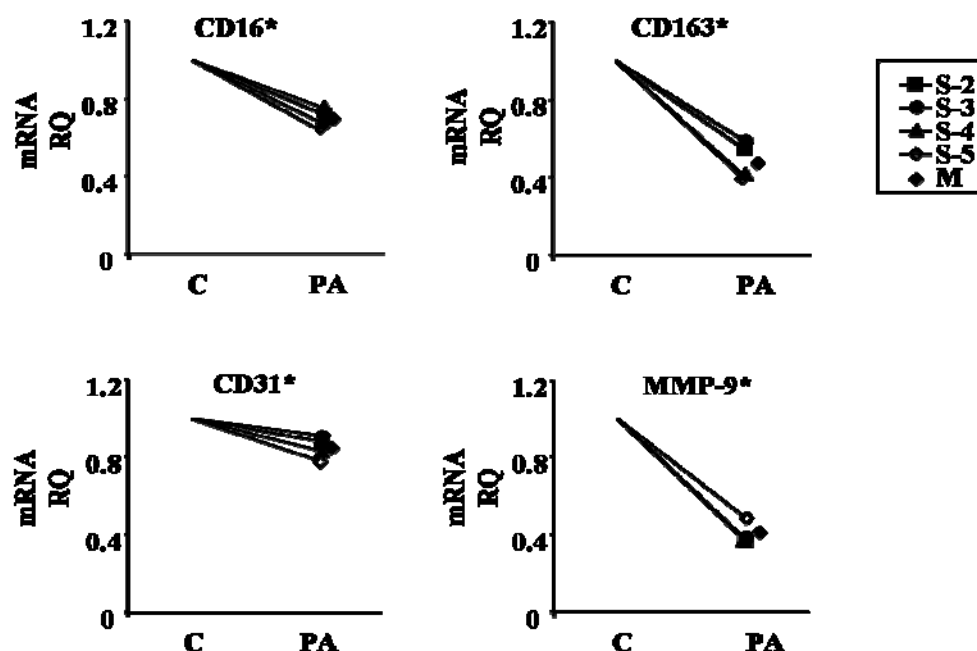 CD16*
1.2
0.8
0.4
0
mRNA
RQ
C PA
CD163*
1.2
0.8
0.4
0
mRNA
RQ
C PA
S-2
S-3
S-4
S-5
M
CD31*
1.2
0.8
0.4
0
mRNA
RQ
C PA
MMP-9*
1.2
0.8
0.4
0
mRNA
RQ
C PA